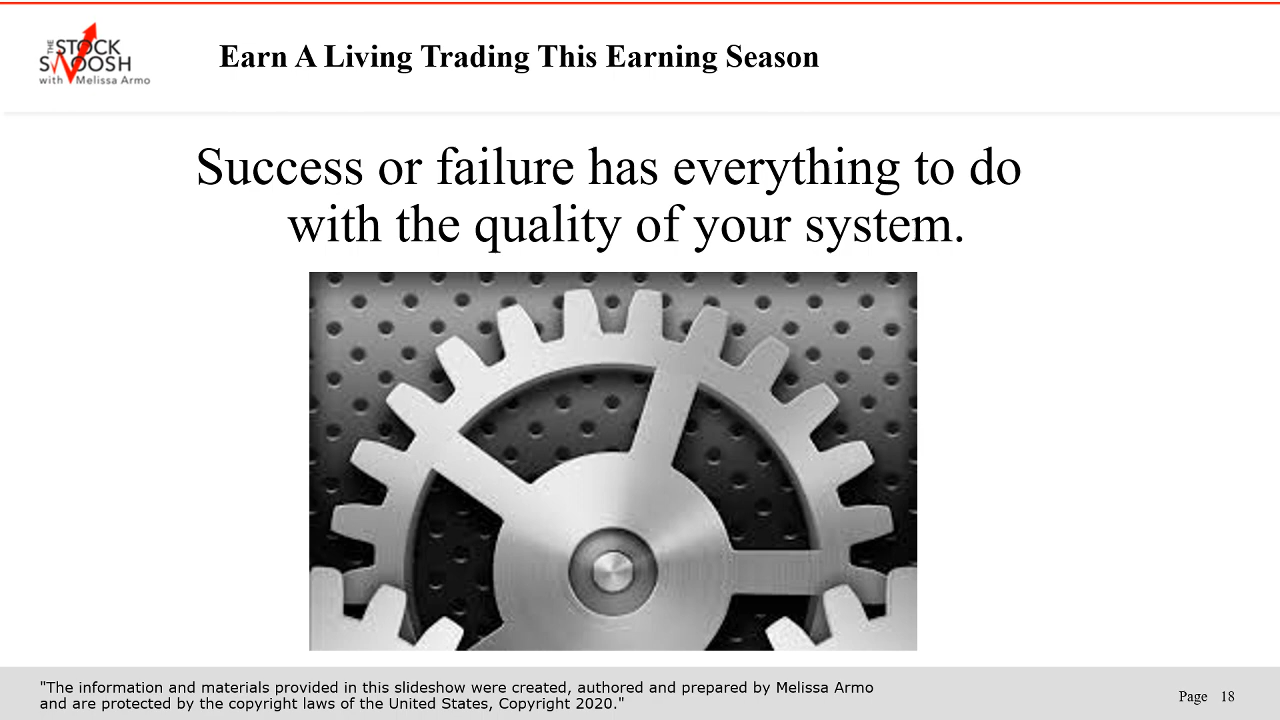 THE
STOCK
SWOOSH
with Melissa Armo
Earn A Living Trading This Earning Season
Success or failure has everything to do
with the quality of your system.
"The information and materials provided in this slideshow were created, authored and prepared by Melissa Armo
and are protected by the copyright laws of the United States, Copyright 2020."
Page 18